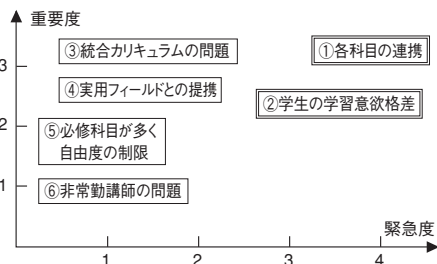 重要度
③統合カリキュラムの問題
①各科目の連携
3
④実用フィールドとの提携
②学生の学習意欲格差
2
⑤必修科目が多く
自由度の制限
1
⑥非常勤講師の問題
緊急度
1 2 3 4